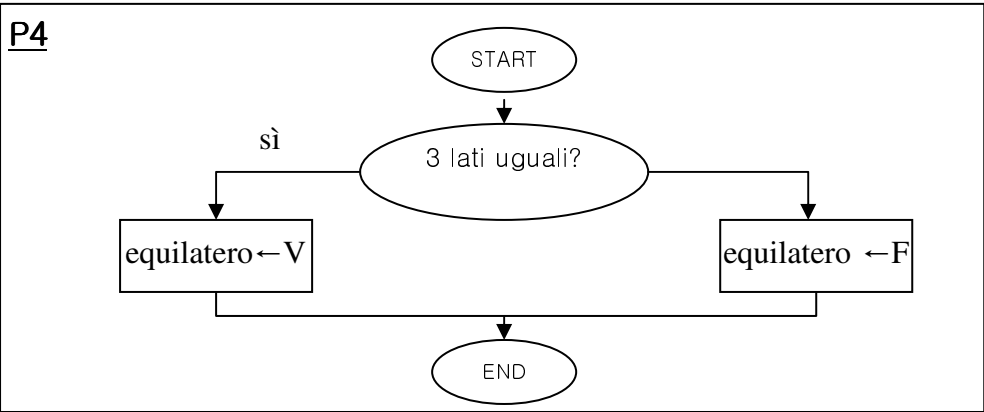 P4
START
sì
3 lati uguali?
equilatero←V
equilatero ←F
END